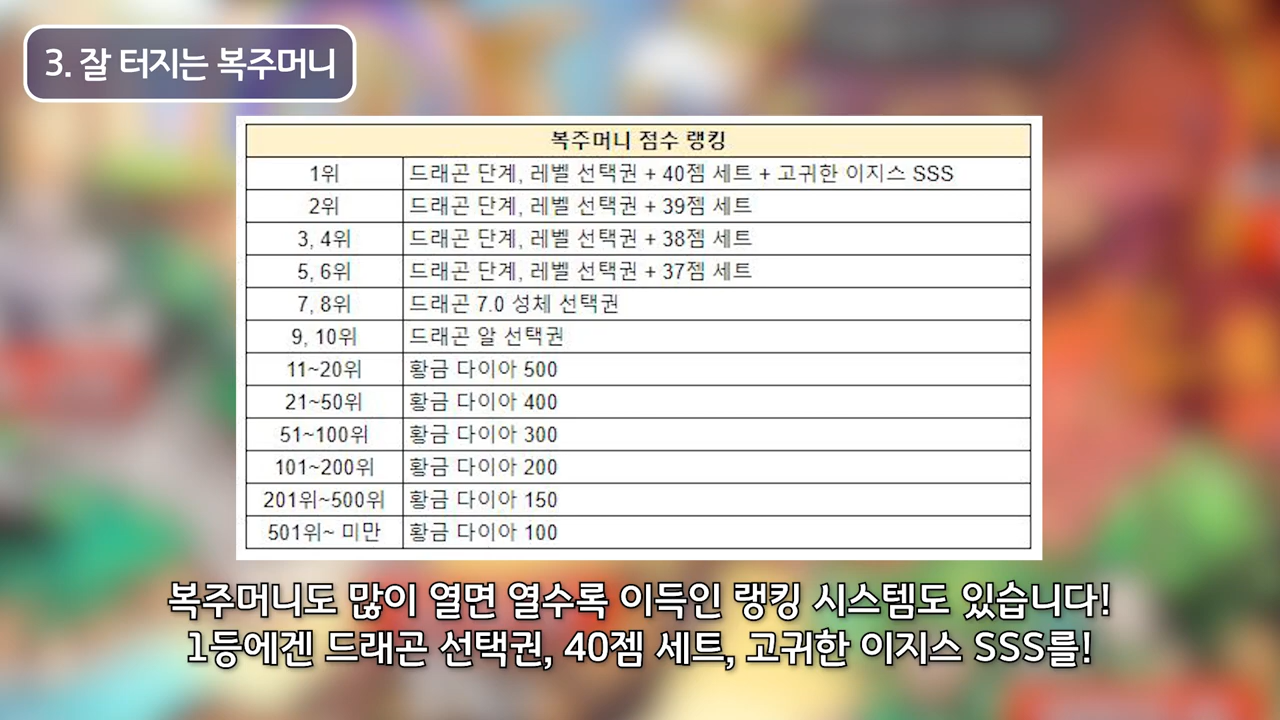 3. 잘 터지는 복주머니
복주머니 점수 랭킹
1위 드래곤 단계, 레벨 선택권 + 40젬 세트 + 고귀한 이지스 SSS
2위 드래곤 단계, 레벨 선택권 + 39젬 세트
3, 4위 드래곤 단계, 레벨 선택권 + 38젬 세트
5, 6위 드래곤 단계, 레벨 선택권 + 37젬 세트
7, 8위 드래곤 7.0 성체 선택권
9, 10위 드래곤 알 선택권
11~20위 황금 다이아 500
21~50위 황금 다이아 400
51~100위 황금 다이아 300
101~200위 황금 다이아 200
201위~500위 황금 다이아 150
501위~ 미만 황금 다이아 100
복주머니도 많이 열면 열수록 이득인 랭킹 시스템도 있습니다!
1등에겐 드래곤 선택권, 40젬 세트, 고귀한 이지스 SSS를!